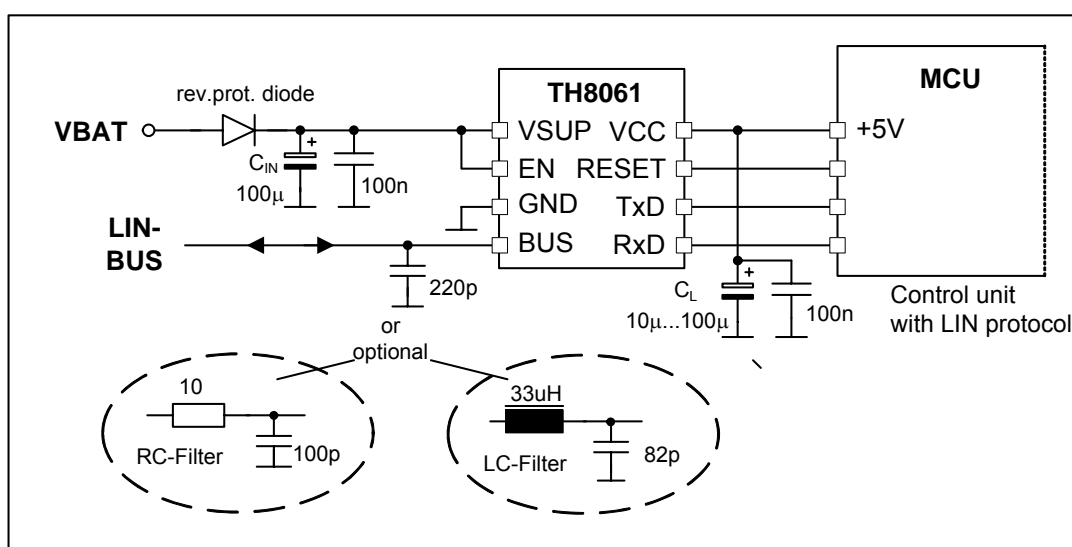 rev.prot. diode
VBAT
C_IN
+
100μ
100n
TH8061
VSUP VCC
EN RESET
GND TxD
BUS RxD
MCU
+5V
LIN-
BUS
220p
C_L
+
10μ...100μ
100n
Control unit
with LIN protocol
or
optional
10
100p
RC-Filter
33uH
82p
LC-Filter